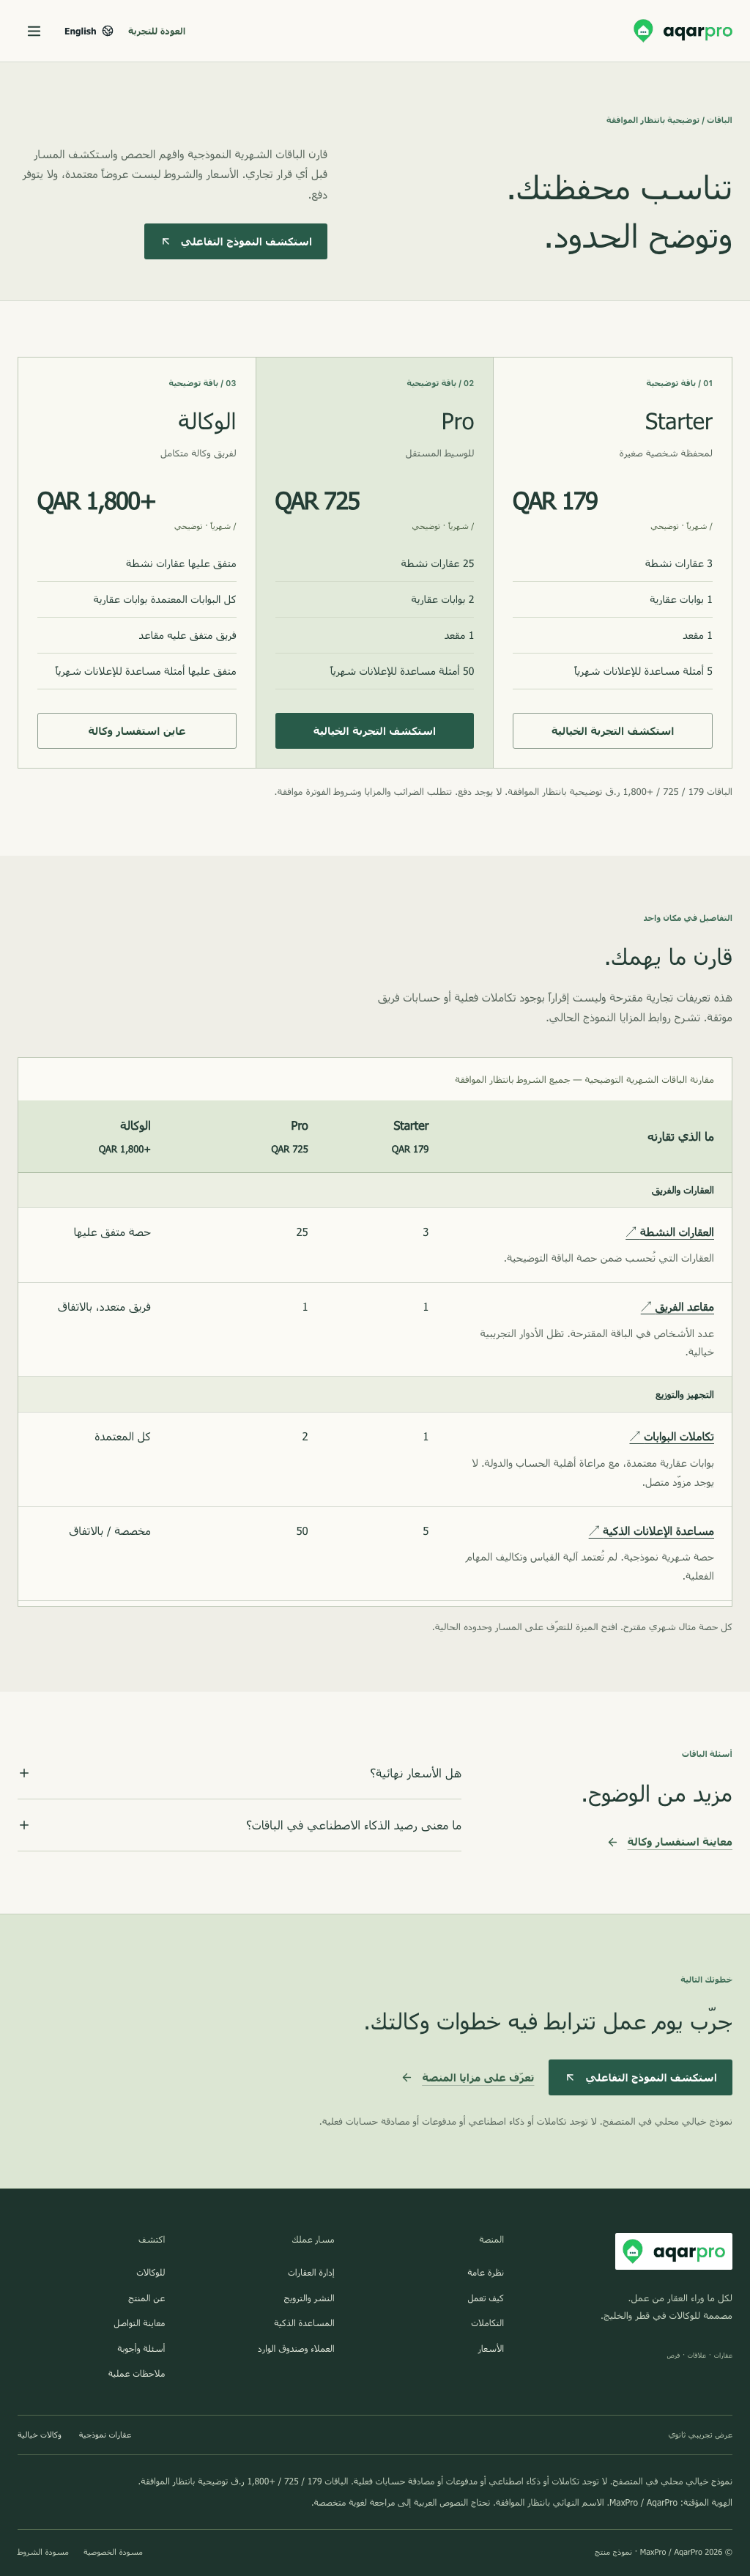 aqarpro
العودة للتجربة
English
الباقات / توضيحية بانتظار الموافقة
تناسب محفظتك.
وتوضح الحدود.
قارن الباقات الشهرية النموذجية وافهم الحصص واستكشف المسار
قبل أي قرار تجاري. الأسعار والشروط ليست عروضاً معتمدة، ولا يتوفر
دفع.
استكشف النموذج التفاعلي
01 / باقة توضيحية
Starter
لمحفظة شخصية صغيرة
QAR 179
/ شهرياً · توضيحي
3 عقارات نشطة
1 بوابات عقارية
1 مقعد
5 أمثلة مساعدة للإعلانات شهرياً
استكشف التجربة الخيالية
02 / باقة توضيحية
Pro
للوسيط المستقل
QAR 725
/ شهرياً · توضيحي
25 عقارات نشطة
2 بوابات عقارية
1 مقعد
50 أمثلة مساعدة للإعلانات شهرياً
استكشف التجربة الخيالية
03 / باقة توضيحية
الوكالة
لفريق وكالة متكامل
QAR 1,800+
/ شهرياً · توضيحي
متفق عليها عقارات نشطة
كل البوابات المعتمدة بوابات عقارية
فريق متفق عليه مقاعد
متفق عليها أمثلة مساعدة للإعلانات شهرياً
عاين استفسار وكالة
الباقات 179 / 725 / +1,800 ر.ق توضيحية بانتظار الموافقة. لا يوجد دفع. تتطلب الضرائب والمزايا وشروط الفوترة موافقة.
التفاصيل في مكان واحد
قارن ما يهمك.
هذه تعريفات تجارية مقترحة وليست إقراراً بوجود تكاملات فعلية أو حسابات فريق
موثقة. تشرح روابط المزايا النموذج الحالي.
مقارنة الباقات الشهرية التوضيحية — جميع الشروط بانتظار الموافقة
ما الذي تقارنه
Starter
QAR 179
Pro
QAR 725
الوكالة
QAR 1,800+
العقارات والفريق
العقارات النشطة ↗ 3 25 حصة متفق عليها
العقارات التي تُحسب ضمن حصة الباقة التوضيحية.
مقاعد الفريق ↗ 1 1 فريق متعدد، بالاتفاق
عدد الأشخاص في الباقة المقترحة. تظل الأدوار التجريبية
خيالية.
التجهيز والتوزيع
تكاملات البوابات ↗ 1 2 كل المعتمدة
بوابات عقارية معتمدة، مع مراعاة أهلية الحساب والدولة. لا
يوجد مزوّد متصل.
مساعدة الإعلانات الذكية ↗ 5 50 مخصصة / بالاتفاق
حصة شهرية نموذجية. لم تُعتمد آلية القياس وتكاليف المهام
الفعلية.
كل حصة مثال شهري مقترح. افتح الميزة للتعرّف على المسار وحدوده الحالية.
أسئلة الباقات
مزيد من الوضوح.
معاينة استفسار وكالة
هل الأسعار نهائية؟
ما معنى رصيد الذكاء الاصطناعي في الباقات؟
خطوتك التالية
جرّب يوم عمل تترابط فيه خطوات وكالتك.
استكشف النموذج التفاعلي
تعرّف على مزايا المنصة
نموذج خيالي محلي في المتصفح. لا توجد تكاملات أو ذكاء اصطناعي أو مدفوعات أو مصادقة حسابات فعلية.
aqarpro
لكل ما وراء العقار من عمل.
مصممة للوكالات في قطر والخليج.
عقارات · علاقات · فرص
المنصة
نظرة عامة
كيف تعمل
التكاملات
الأسعار
مسار عملك
إدارة العقارات
النشر والترويج
المساعدة الذكية
العملاء وصندوق الوارد
اكتشف
للوكالات
عن المنتج
معاينة التواصل
أسئلة وأجوبة
ملاحظات عملية
عرض تجريبي ثانوي
عقارات نموذجية
وكالات خيالية
نموذج خيالي محلي في المتصفح. لا توجد تكاملات أو ذكاء اصطناعي أو مدفوعات أو مصادقة حسابات فعلية. الباقات 179 / 725 / +1,800 ر.ق توضيحية بانتظار الموافقة.
الهوية المؤقتة: MaxPro / AqarPro. الاسم النهائي بانتظار الموافقة. تحتاج النصوص العربية إلى مراجعة لغوية متخصصة.
© 2026 MaxPro / AqarPro · نموذج منتج
مسودة الخصوصية
مسودة الشروط